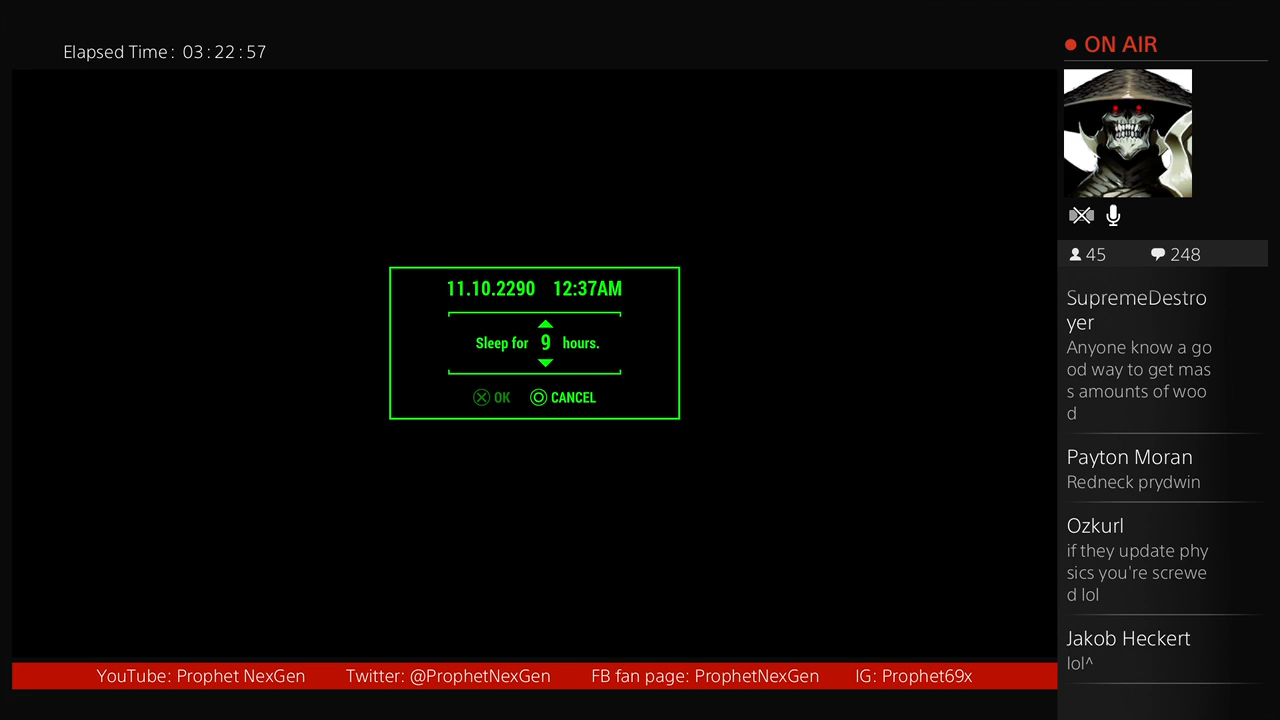 Elapsed Time: 03:22:57
ON AIR
45 248
11.10.2290 12:37AM
Sleep for 9 hours.
OK CANCEL
SupremeDestro
yer
Anyone know a go
od way to get mas
s amounts of woo
d
Payton Moran
Redneck prydwin
Ozkurl
if they update phy
sics you're screwe
d lol
Jakob Heckert
lol^
YouTube: Prophet NexGen Twitter: @ProphetNexGen FB fan page: ProphetNexGen IG: Prophet69x